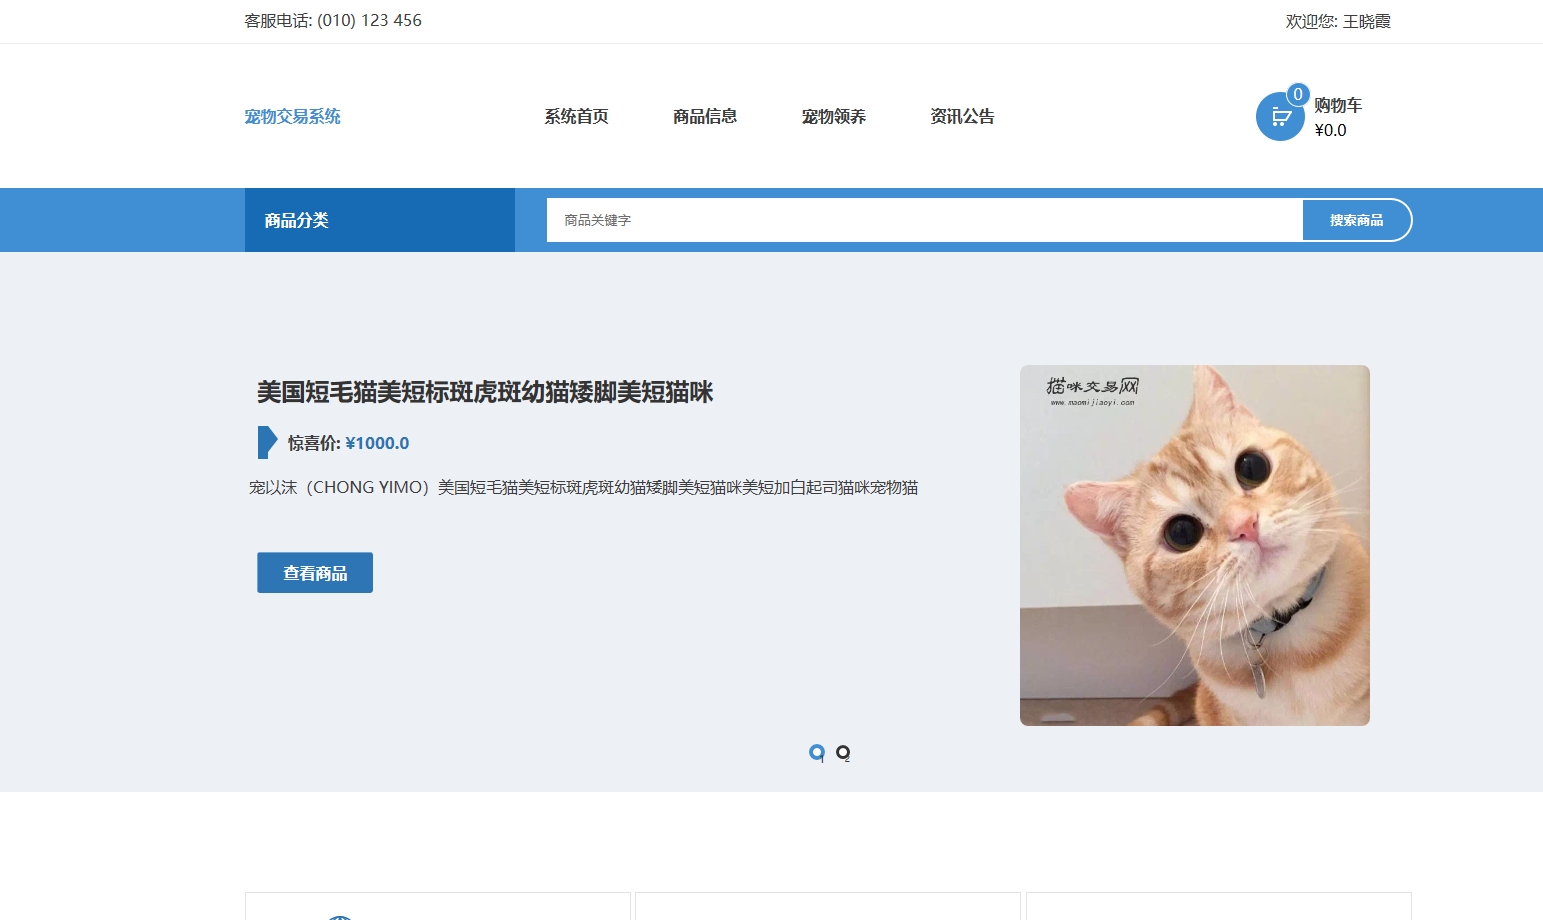 客服电话: (010) 123 456
欢迎您: 王晓霞
宠物交易系统
系统首页
商品信息
宠物领养
资讯公告
0
购物车
¥0.0
商品分类
商品关键字
搜索商品
美国短毛猫美短标斑虎斑幼猫矮脚美短猫咪
惊喜价: ¥1000.0
宠以沫（CHONG YIMO）美国短毛猫美短标斑虎斑幼猫矮脚美短猫咪美短加白起司猫咪宠物猫
查看商品
猫咪交易网
www.maomijiaoyi.com
1
2